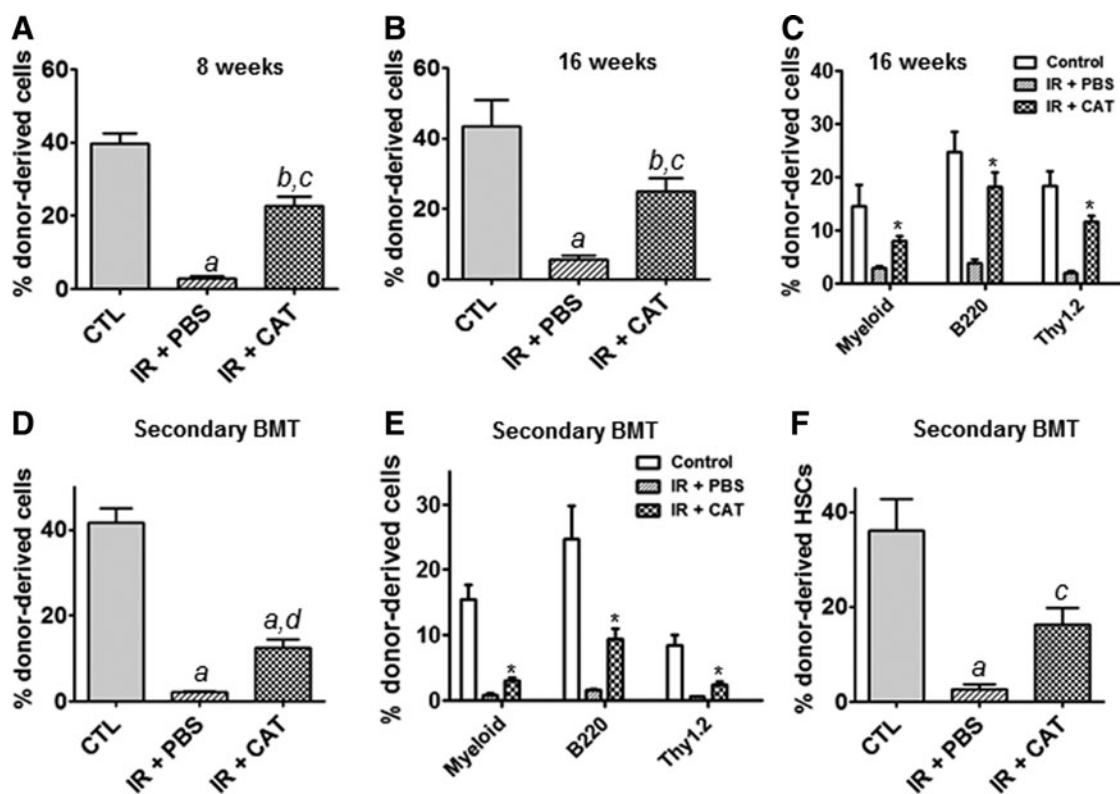 A
8 weeks
% donor-derived cells
60
40
20
0
a
b,c
CTL
IR + PBS
IR + CAT
B
16 weeks
% donor-derived cells
60
40
20
0
a
b,c
CTL
IR + PBS
IR + CAT
C
16 weeks
Control
IR + PBS
IR + CAT
% donor-derived cells
40
30
20
10
0
*
*
*
Myeloid
B220
Thy1.2
D
Secondary BMT
% donor-derived cells
40
20
0
a
a,d
CTL
IR + PBS
IR + CAT
E
Secondary BMT
Control
IR + PBS
IR + CAT
% donor-derived cells
30
20
10
0
*
*
*
Myeloid
B220
Thy1.2
F
Secondary BMT
% donor-derived HSCs
40
20
0
a
c
CTL
IR + PBS
IR + CAT